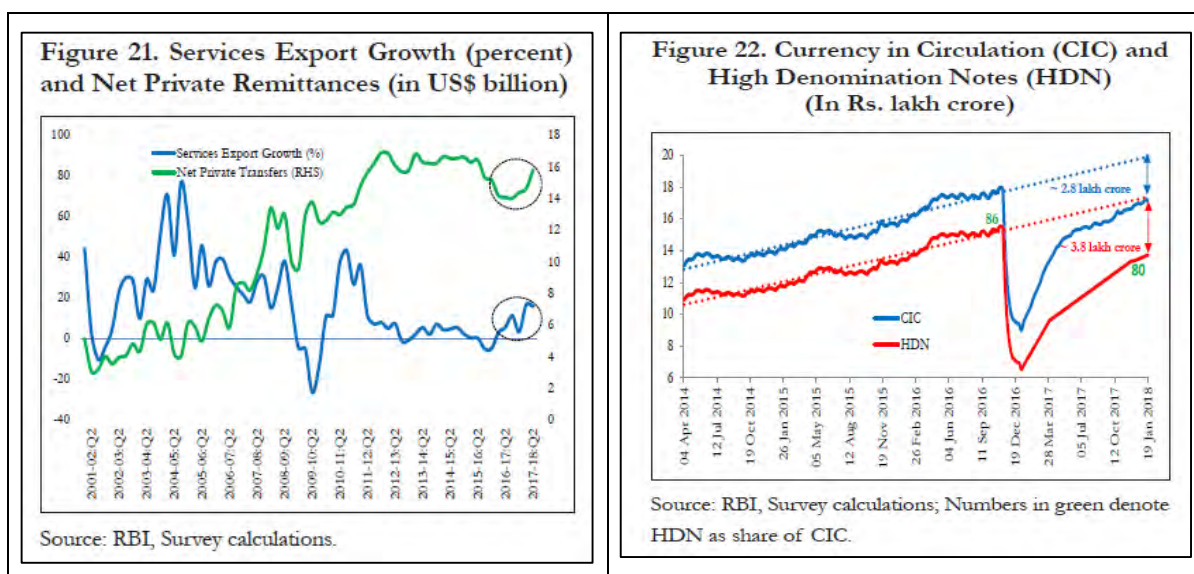 Figure 21. Services Export Growth (percent)
and Net Private Remittances (in US$ billion)
100
80
60
40
20
0
-20
-40
18
16
14
12
10
8
6
4
2
0
Services Export Growth (%)
Net Private Transfers (RHS)
2001-02:Q2
2002-03:Q2
2003-04:Q2
2004-05:Q2
2005-06:Q2
2006-07:Q2
2007-08:Q2
2008-09:Q2
2009-10:Q2
2010-11:Q2
2011-12:Q2
2012-13:Q2
2013-14:Q2
2014-15:Q2
2015-16:Q2
2016-17:Q2
2017-18:Q2
Source: RBI, Survey calculations.
Figure 22. Currency in Circulation (CIC) and
High Denomination Notes (HDN)
(In Rs. lakh crore)
20
18
16
14
12
10
8
6
86
~ 2.8 lakh crore
~ 3.8 lakh crore
80
CIC
HDN
04 Apr 2014
12 Jul 2014
19 Oct 2014
26 Jan 2015
05 May 2015
12 Aug 2015
19 Nov 2015
26 Feb 2016
04 Jun 2016
11 Sep 2016
19 Dec 2016
28 Mar 2017
05 Jul 2017
12 Oct 2017
19 Jan 2018
Source: RBI, Survey calculations; Numbers in green denote
HDN as share of CIC.